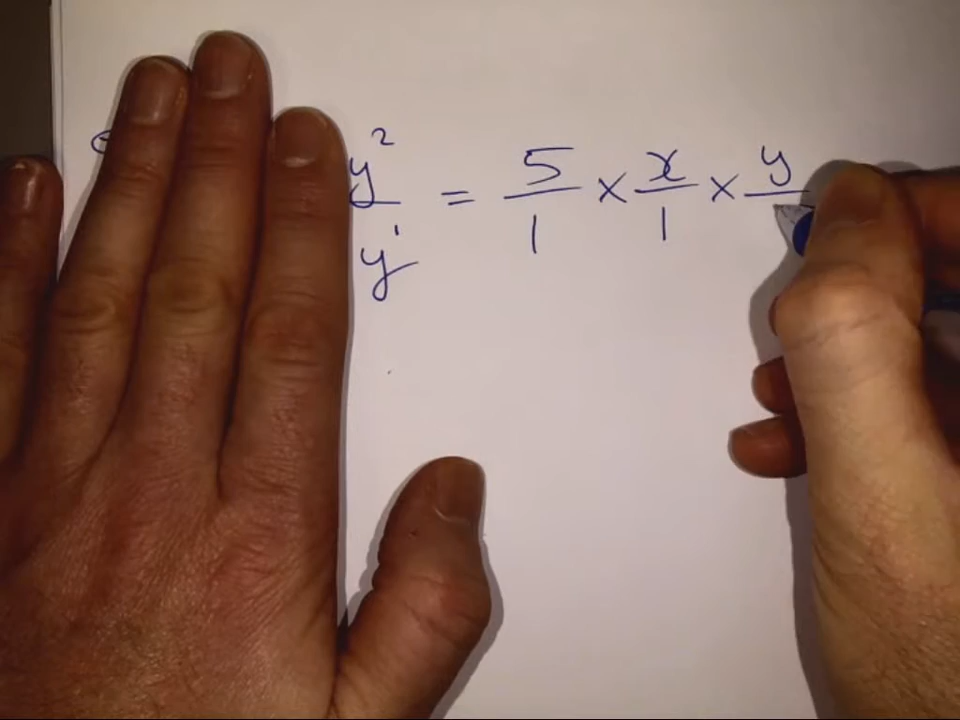 y² / y¹ = 5/1 × x/1 × y/